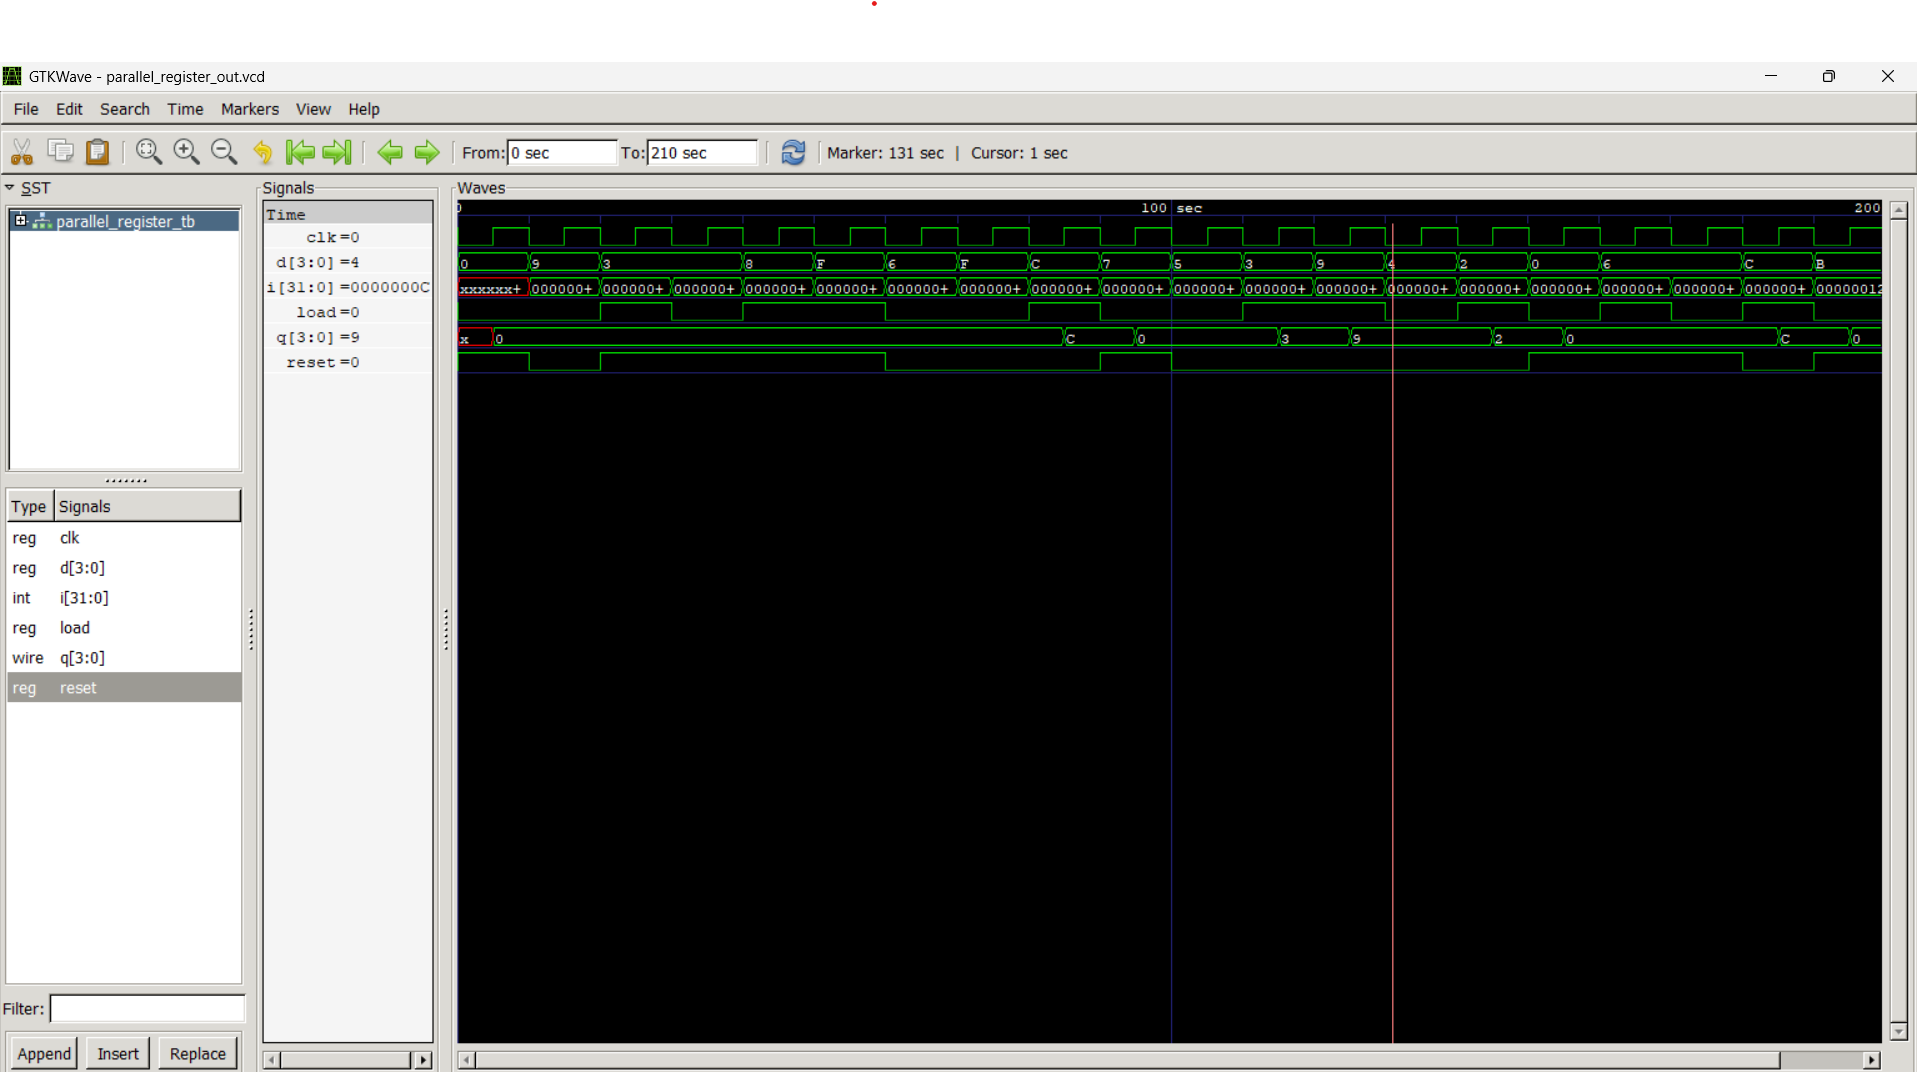 GTKWave - parallel_register_out.vcd
File Edit Search Time Markers View Help
From: 0 sec To: 210 sec Marker: 131 sec | Cursor: 1 sec
SST
parallel_register_tb
Type Signals
reg clk
reg d[3:0]
int i[31:0]
reg load
wire q[3:0]
reg reset
Filter:
Append Insert Replace
Signals
Time
clk=0
d[3:0]=4
i[31:0]=0000000C
load=0
q[3:0]=9
reset=0
Waves
0 100 sec 200
0 9 3 8 F 6 F C 7 5 3 9 4 2 0 6 C B
xxxxxx+ 000000+ 000000+ 000000+ 000000+ 000000+ 000000+ 000000+ 000000+ 000000+ 000000+ 000000+ 000000+ 000000+ 000000+ 000000+ 000000+ 000000+ 000000+ 00000012
x 0 C 0 3 9 2 0 C 0